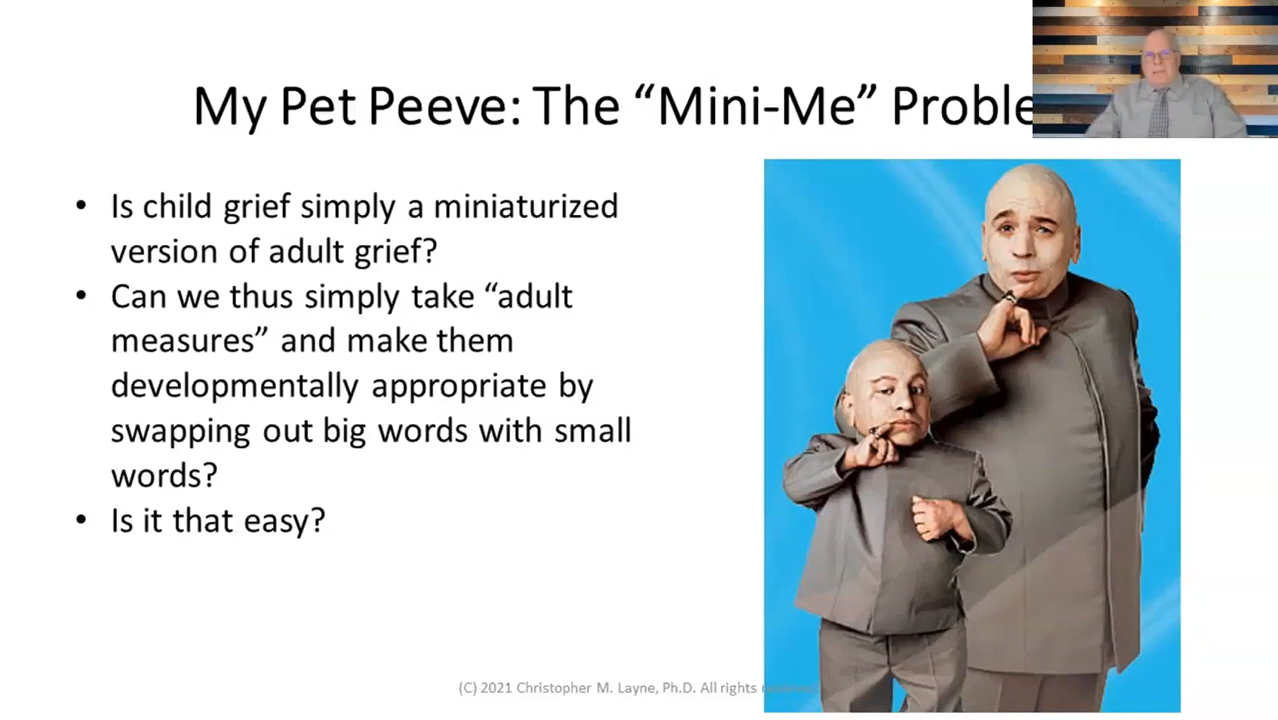 My Pet Peeve: The “Mini-Me” Proble
• Is child grief simply a miniaturized
version of adult grief?
• Can we thus simply take “adult
measures” and make them
developmentally appropriate by
swapping out big words with small
words?
• Is it that easy?
(C) 2021 Christopher M. Layne, Ph.D. All rights